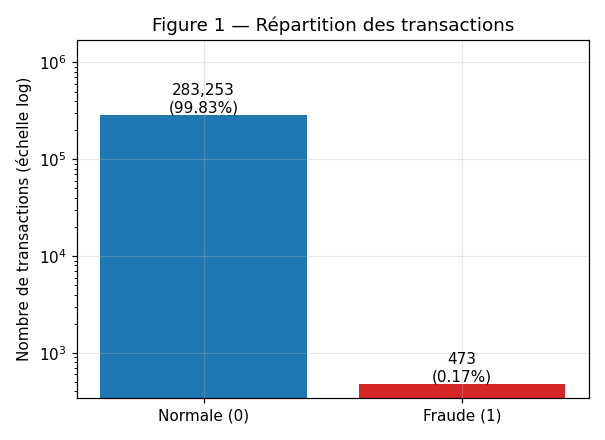 Figure 1 — Répartition des transactions
Nombre de transactions (échelle log)
10⁶
10⁵
10⁴
10³
283,253
(99.83%)
473
(0.17%)
Normale (0)
Fraude (1)